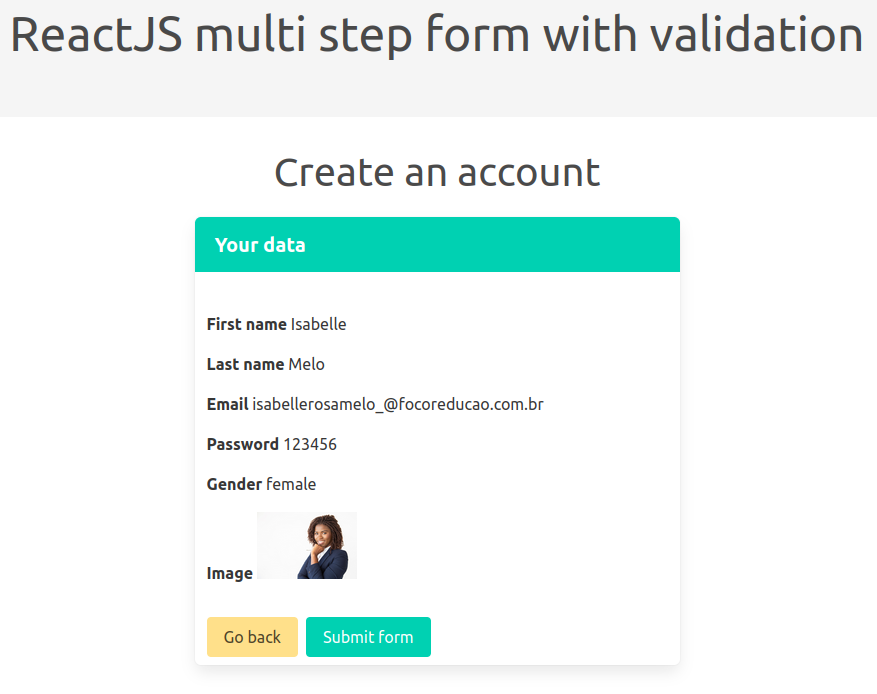 ReactJS multi step form with validation
Create an account
Your data
First name Isabelle
Last name Melo
Email isabellerosamelo_@focoreducao.com.br
Password 123456
Gender female
Image
Go back Submit form